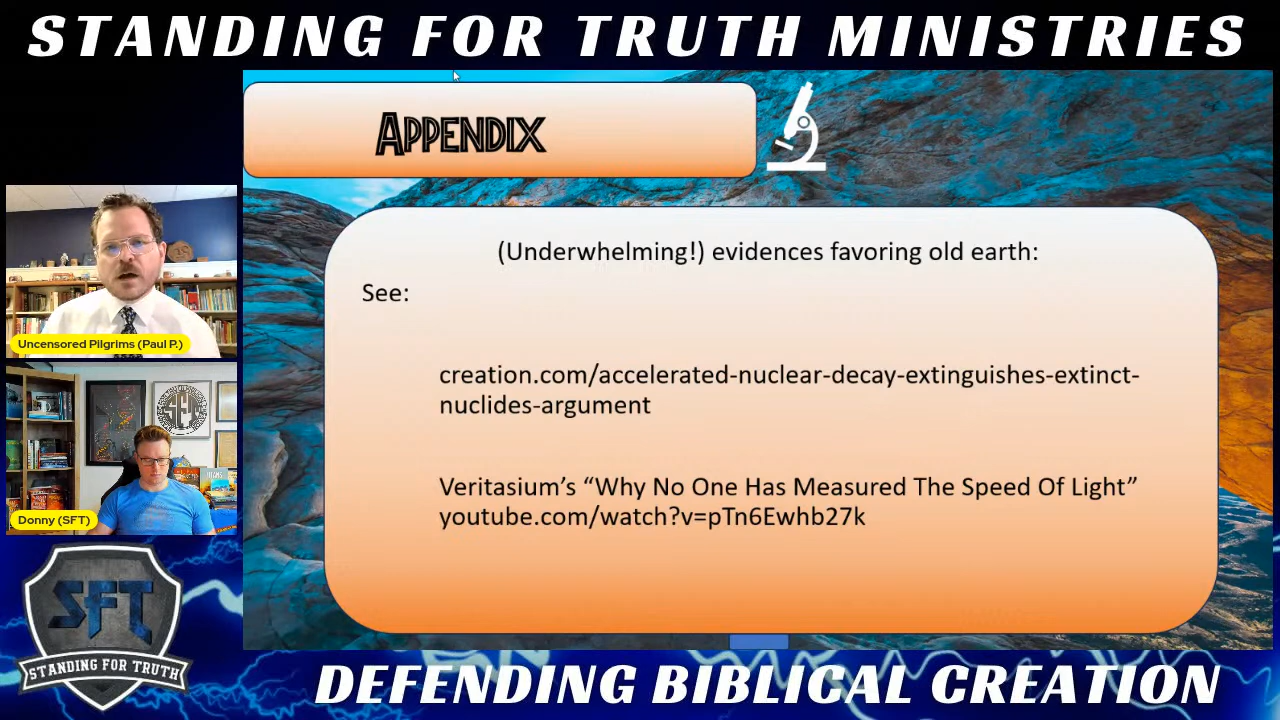 STANDING FOR TRUTH MINISTRIES
APPENDIX
(Underwhelming!) evidences favoring old earth:
See:
creation.com/accelerated-nuclear-decay-extinguishes-extinct-
nuclides-argument
Veritasium’s “Why No One Has Measured The Speed Of Light”
youtube.com/watch?v=pTn6Ewhb27k
Uncensored Pilgrims (Paul P.)
Donny (SFT)
SFT
STANDING FOR TRUTH
DEFENDING BIBLICAL CREATION